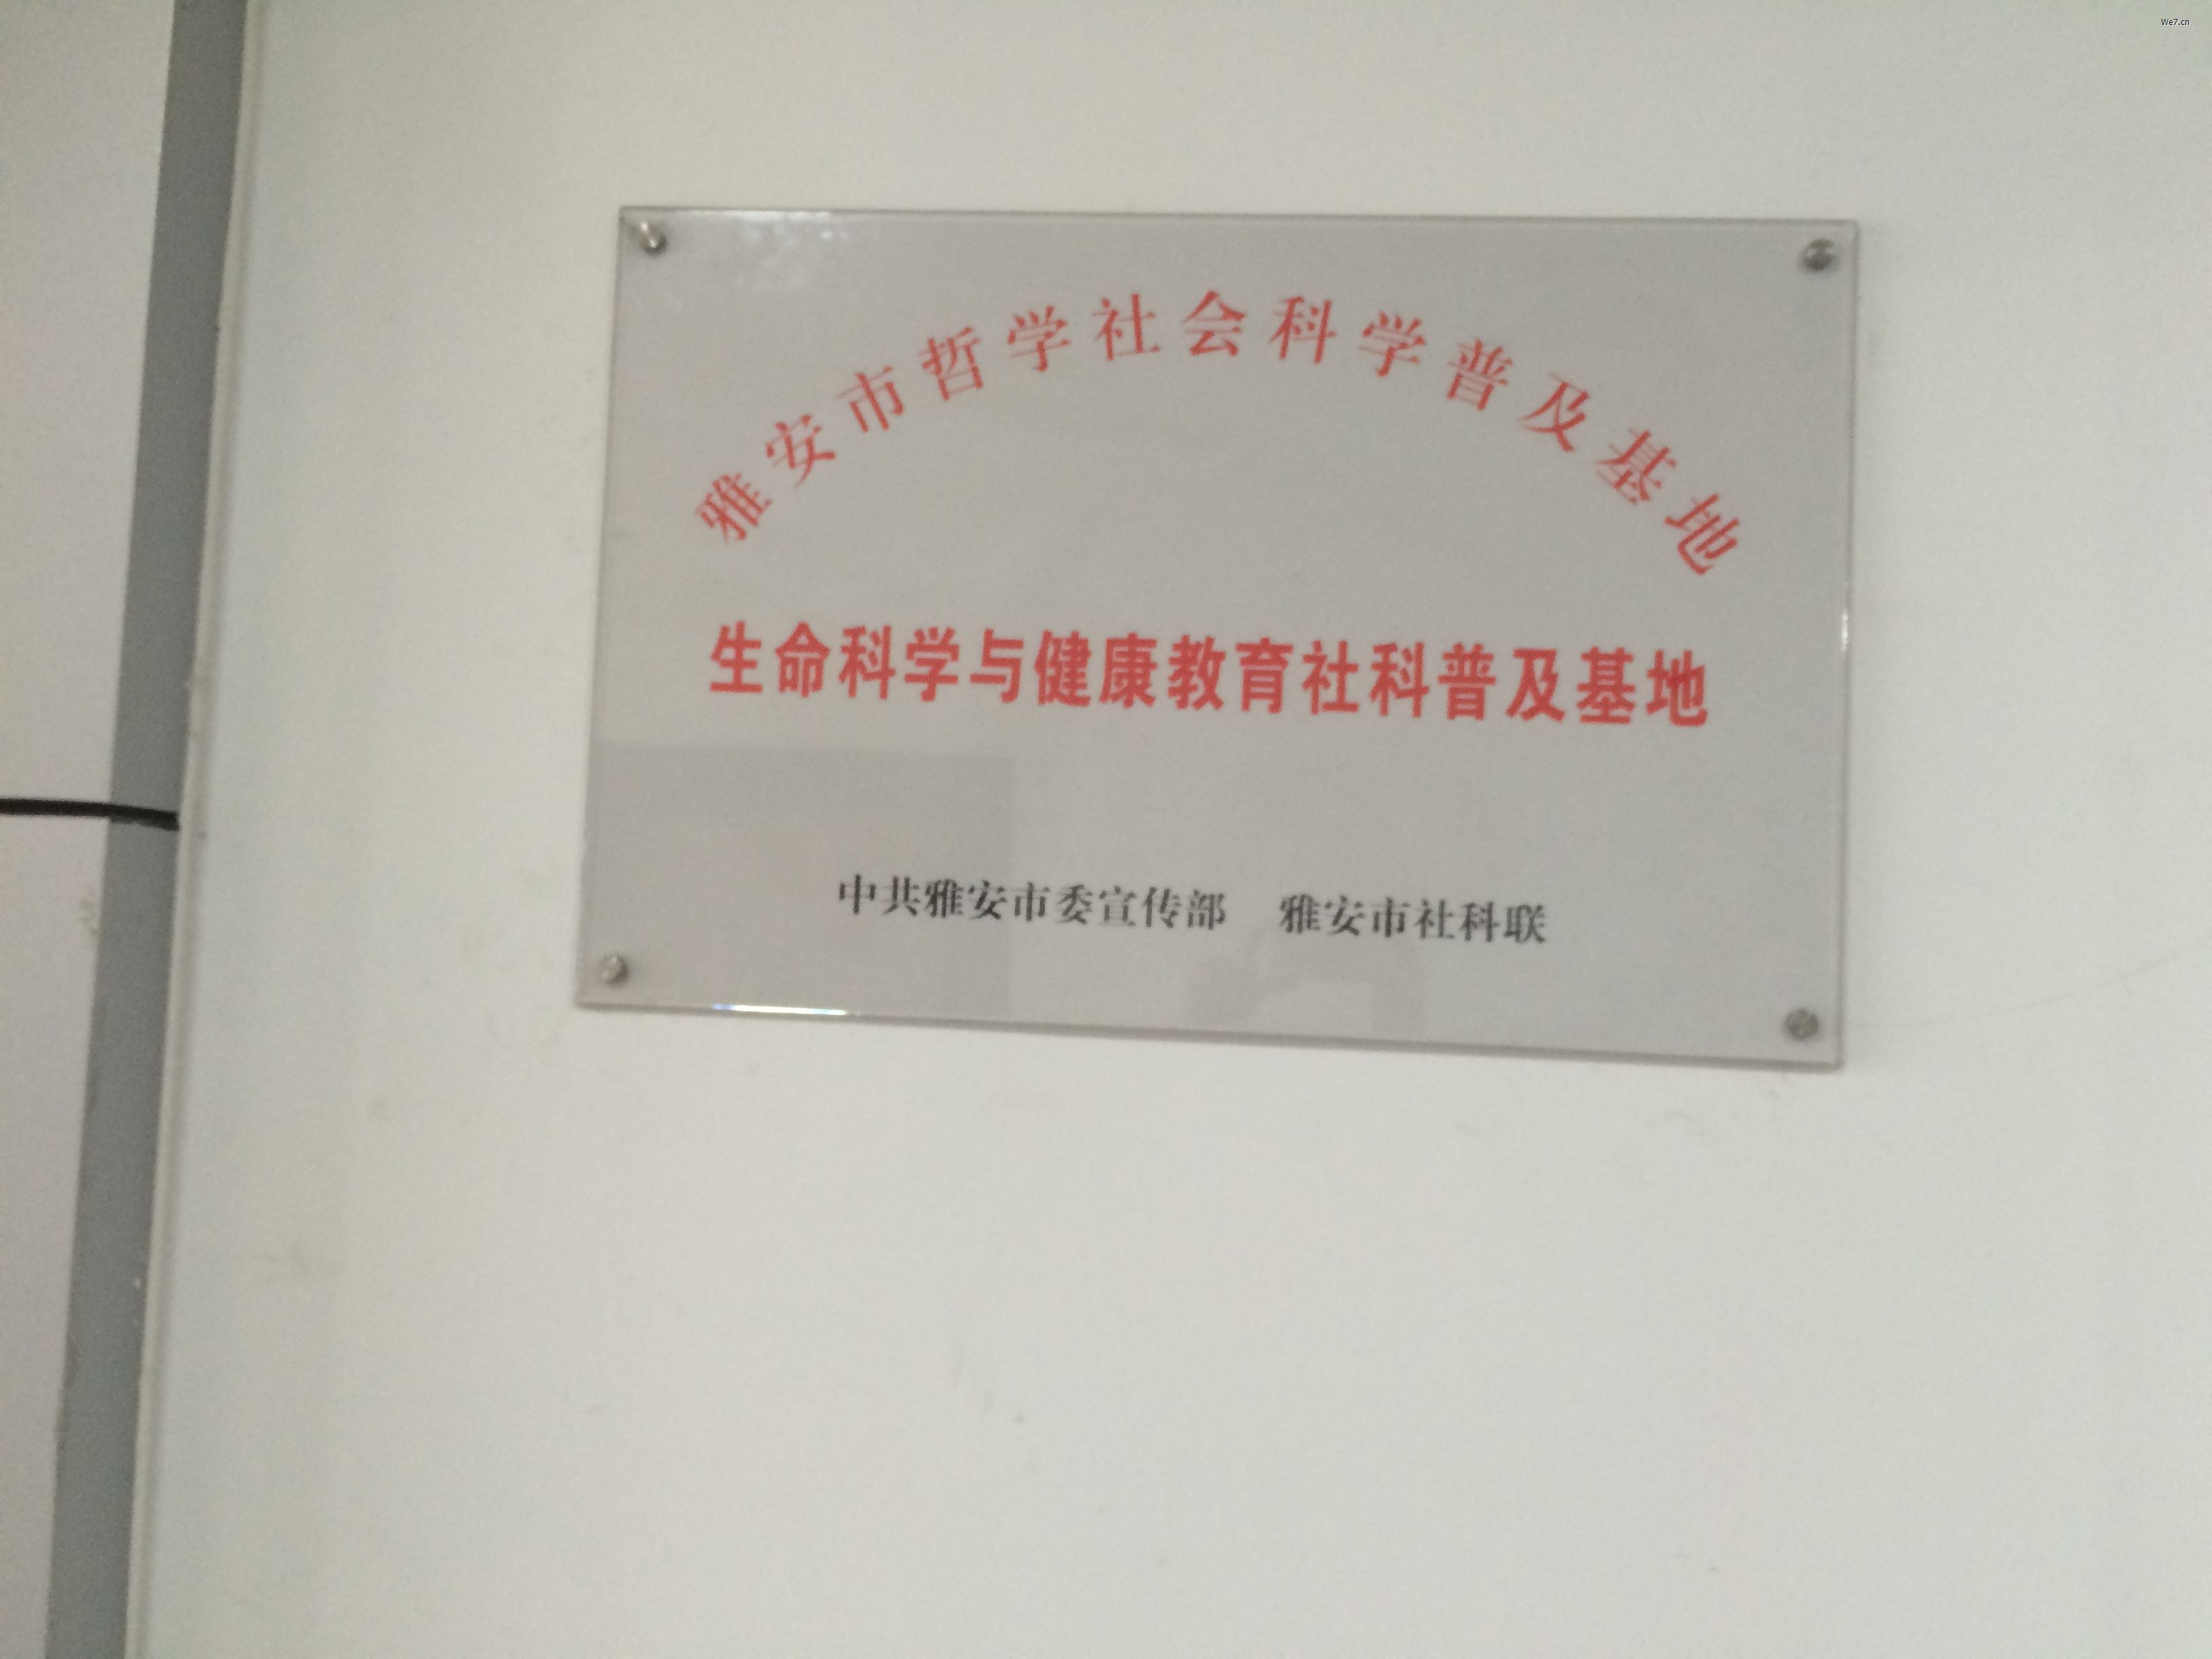 We7.cn
雅安市哲学社会科学普及基地
生命科学与健康教育社科普及基地
中共雅安市委宣传部 雅安市社科联